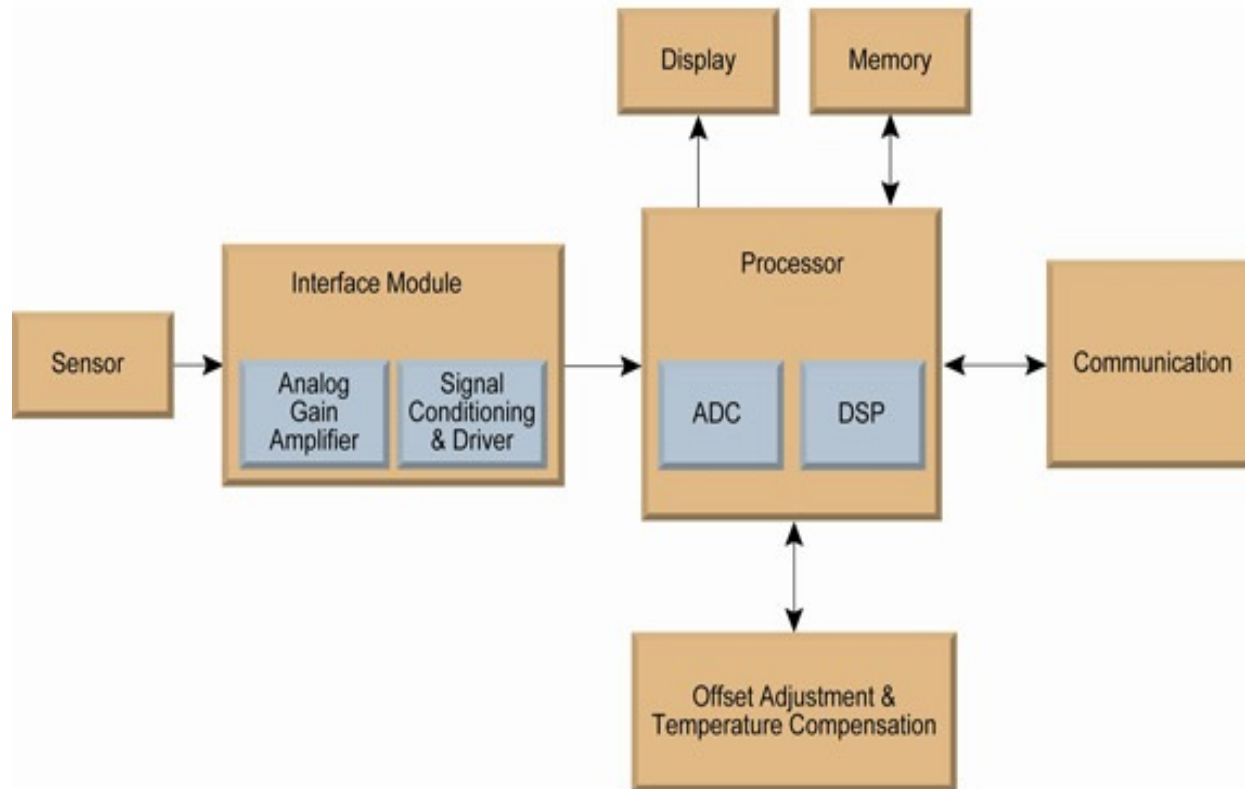 Display
Memory
Interface Module
Processor
Sensor
Analog
Gain
Amplifier
Signal
Conditioning
& Driver
ADC
DSP
Communication
Offset Adjustment &
Temperature Compensation